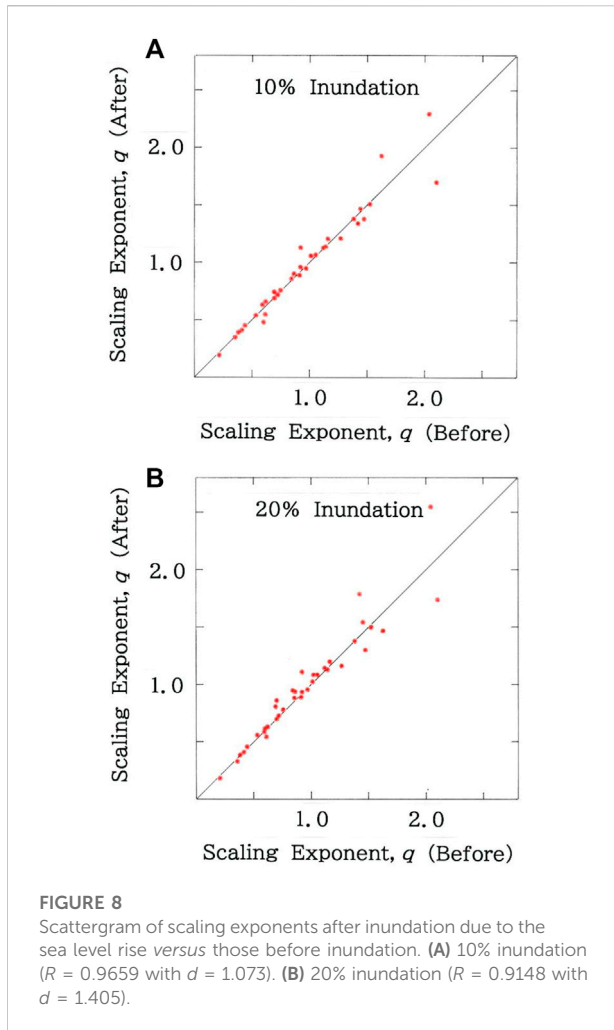 A
10% Inundation
Scaling Exponent, q (After)
2.0
1.0
1.0 2.0
Scaling Exponent, q (Before)
B
20% Inundation
Scaling Exponent, q (After)
2.0
1.0
1.0 2.0
Scaling Exponent, q (Before)
FIGURE 8
Scattergram of scaling exponents after inundation due to the
sea level rise versus those before inundation. (A) 10% inundation
(R = 0.9659 with d = 1.073). (B) 20% inundation (R = 0.9148 with
d = 1.405).